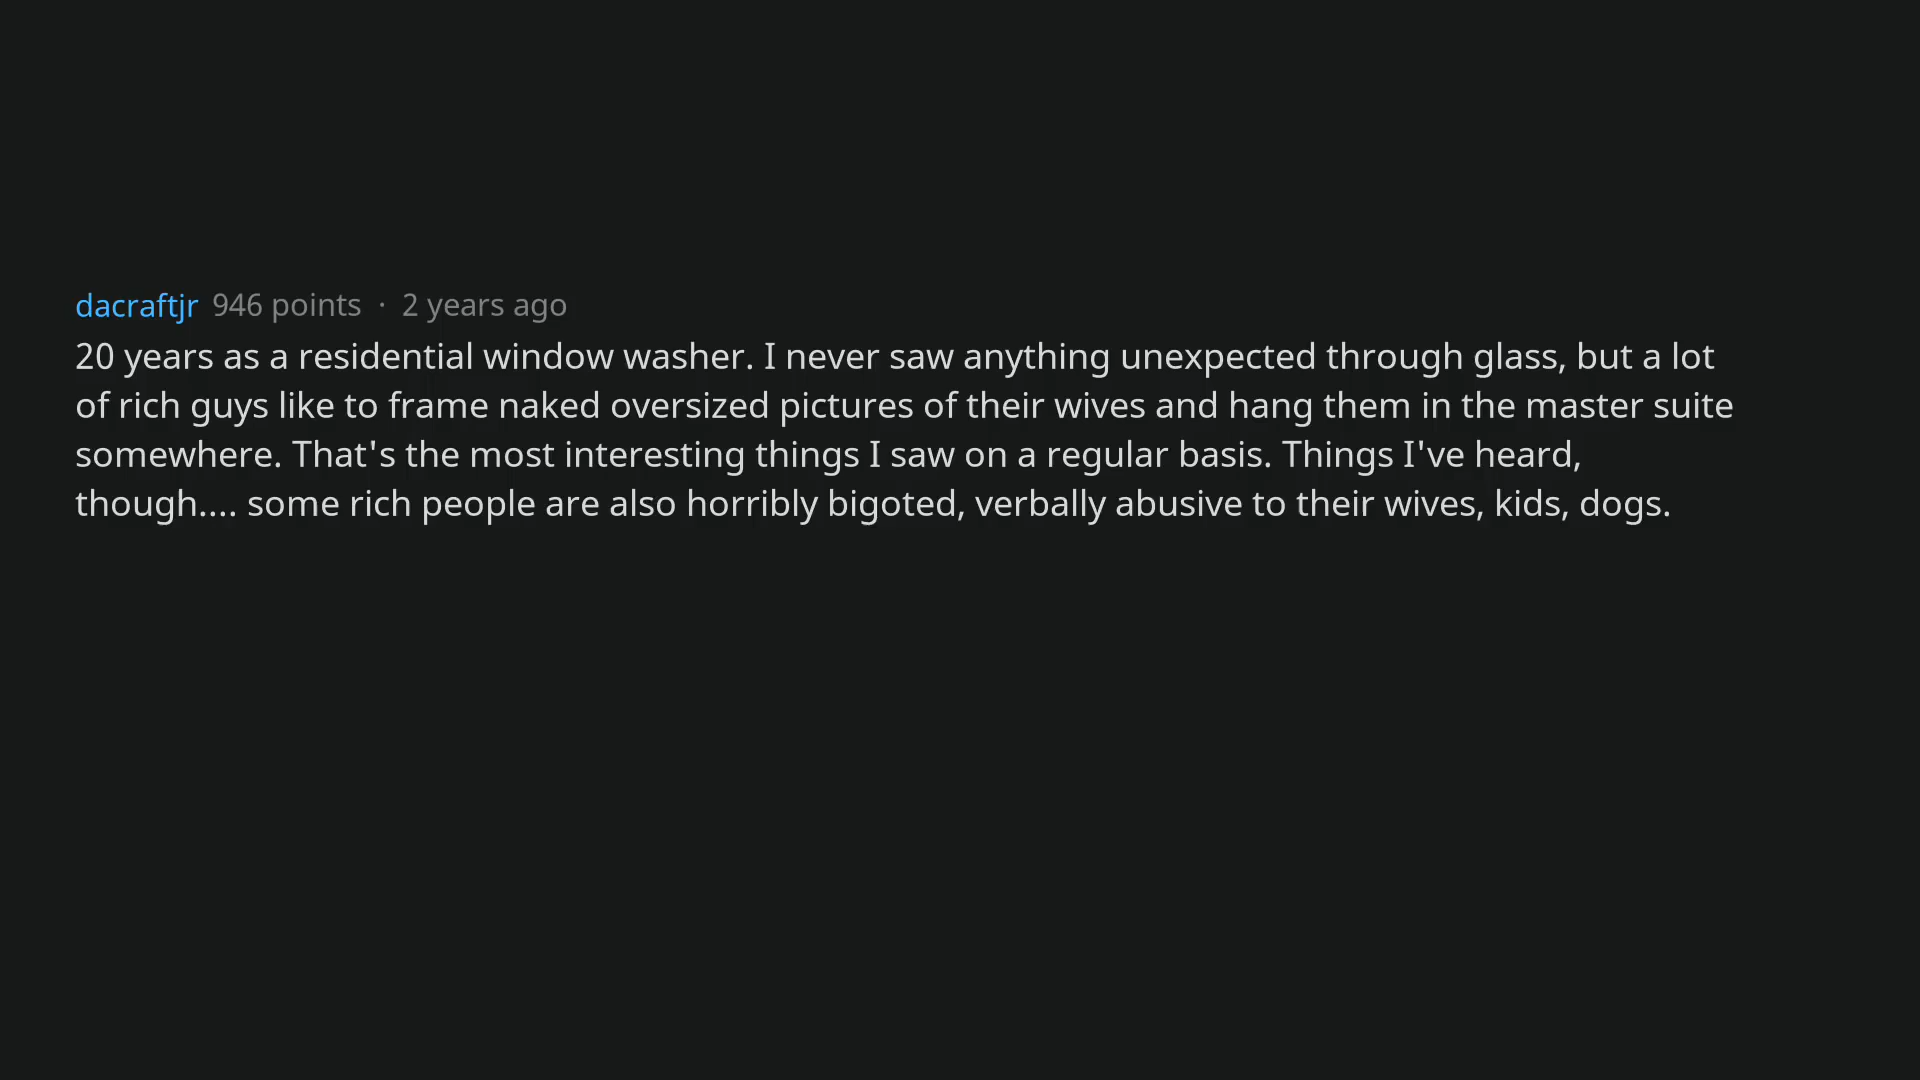 dacraftjr 946 points · 2 years ago
20 years as a residential window washer. I never saw anything unexpected through glass, but a lot
of rich guys like to frame naked oversized pictures of their wives and hang them in the master suite
somewhere. That's the most interesting things I saw on a regular basis. Things I've heard,
though.... some rich people are also horribly bigoted, verbally abusive to their wives, kids, dogs.